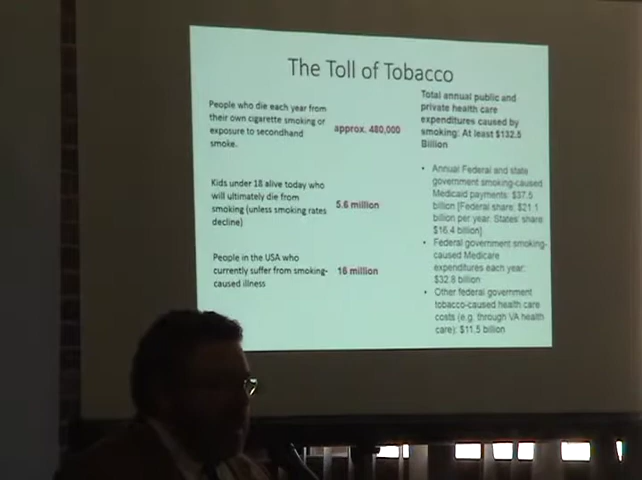 The Toll of Tobacco
People who die each year from
their own cigarette smoking or
exposure to secondhand
smoke.
approx. 480,000
Kids under 18 alive today who
will ultimately die from
smoking (unless smoking rates
decline)
5.6 million
People in the USA who
currently suffer from smoking-
caused illness
16 million
Total annual public and
private health care
expenditures caused by
smoking: At least $132.5
Billion
• Annual Federal and state
government smoking-caused
Medicaid payments: $37.5
billion [Federal share: $21.1
billion per year. States' share
$16.4 billion]
• Federal government smoking-
caused Medicare
expenditures each year:
$32.8 billion
• Other federal government
tobacco-caused health care
costs (e.g. through VA health
care): $11.5 billion